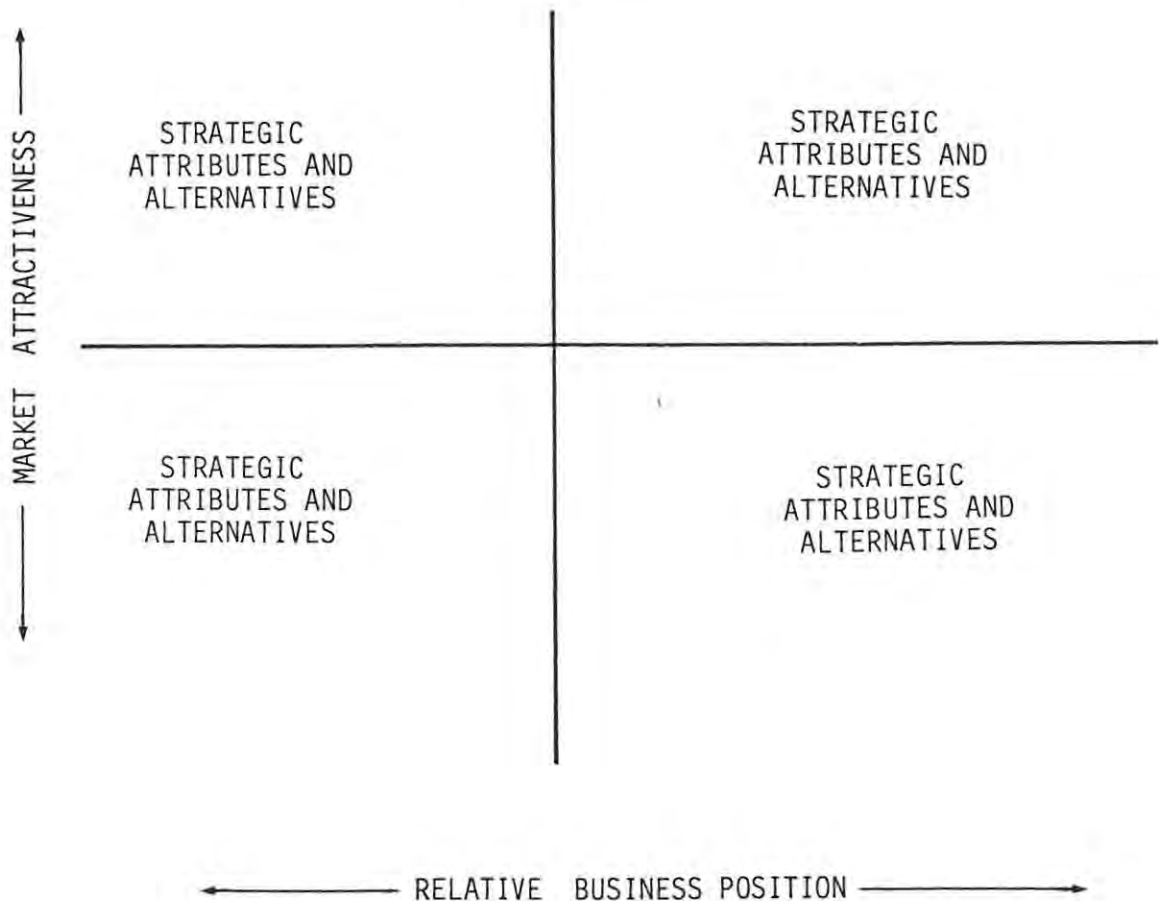 MARKET ATTRACTIVENESS
STRATEGIC
ATTRIBUTES AND
ALTERNATIVES
STRATEGIC
ATTRIBUTES AND
ALTERNATIVES
STRATEGIC
ATTRIBUTES AND
ALTERNATIVES
STRATEGIC
ATTRIBUTES AND
ALTERNATIVES
RELATIVE BUSINESS POSITION